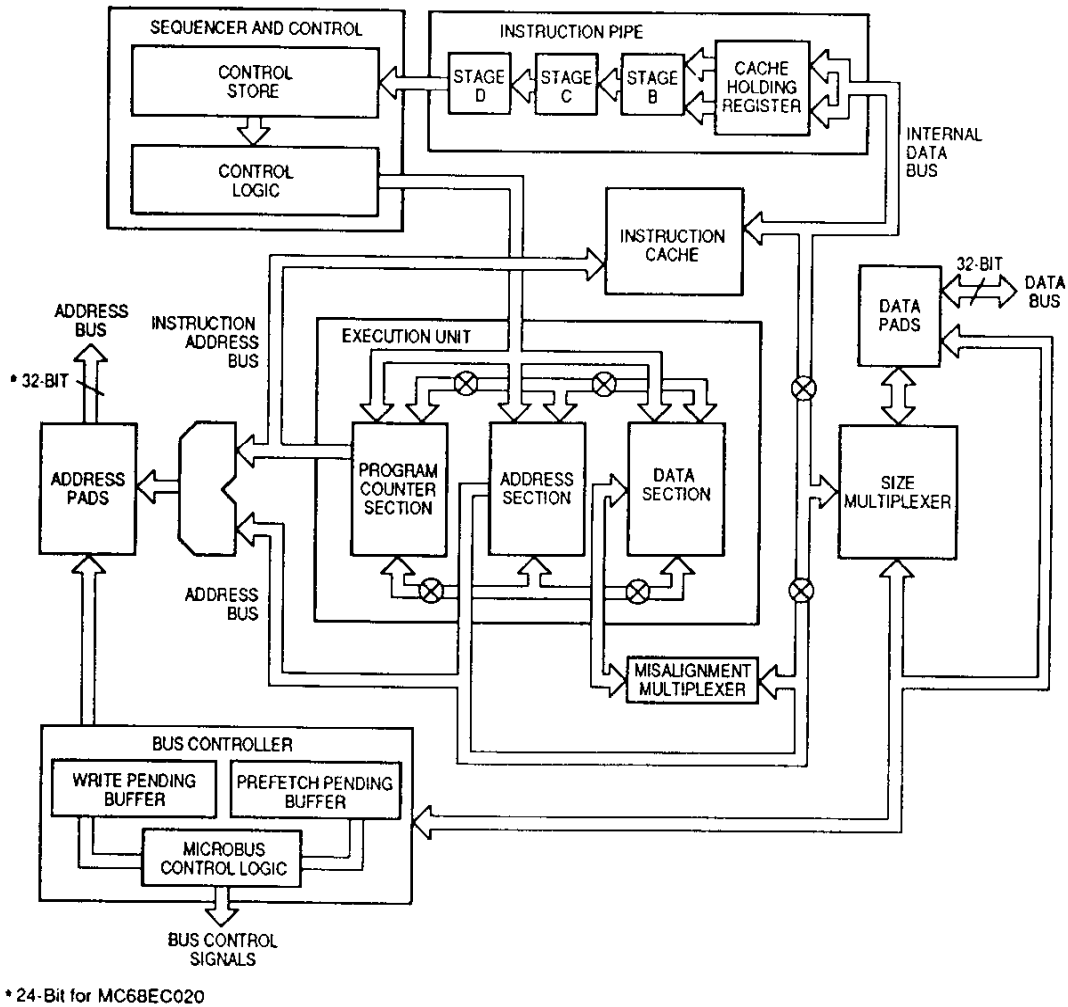 SEQUENCER AND CONTROL
CONTROL
STORE
CONTROL
LOGIC
INSTRUCTION PIPE
STAGE
D
STAGE
C
STAGE
B
CACHE
HOLDING
REGISTER
INTERNAL
DATA
BUS
INSTRUCTION
CACHE
32-BIT
DATA
BUS
DATA
PADS
ADDRESS
BUS
* 32-BIT
INSTRUCTION
ADDRESS
BUS
EXECUTION UNIT
ADDRESS
PADS
PROGRAM
COUNTER
SECTION
ADDRESS
SECTION
DATA
SECTION
SIZE
MULTIPLEXER
ADDRESS
BUS
MISALIGNMENT
MULTIPLEXER
BUS CONTROLLER
WRITE PENDING
BUFFER
PREFETCH PENDING
BUFFER
MICROBUS
CONTROL LOGIC
BUS CONTROL
SIGNALS
* 24-Bit for MC68EC020